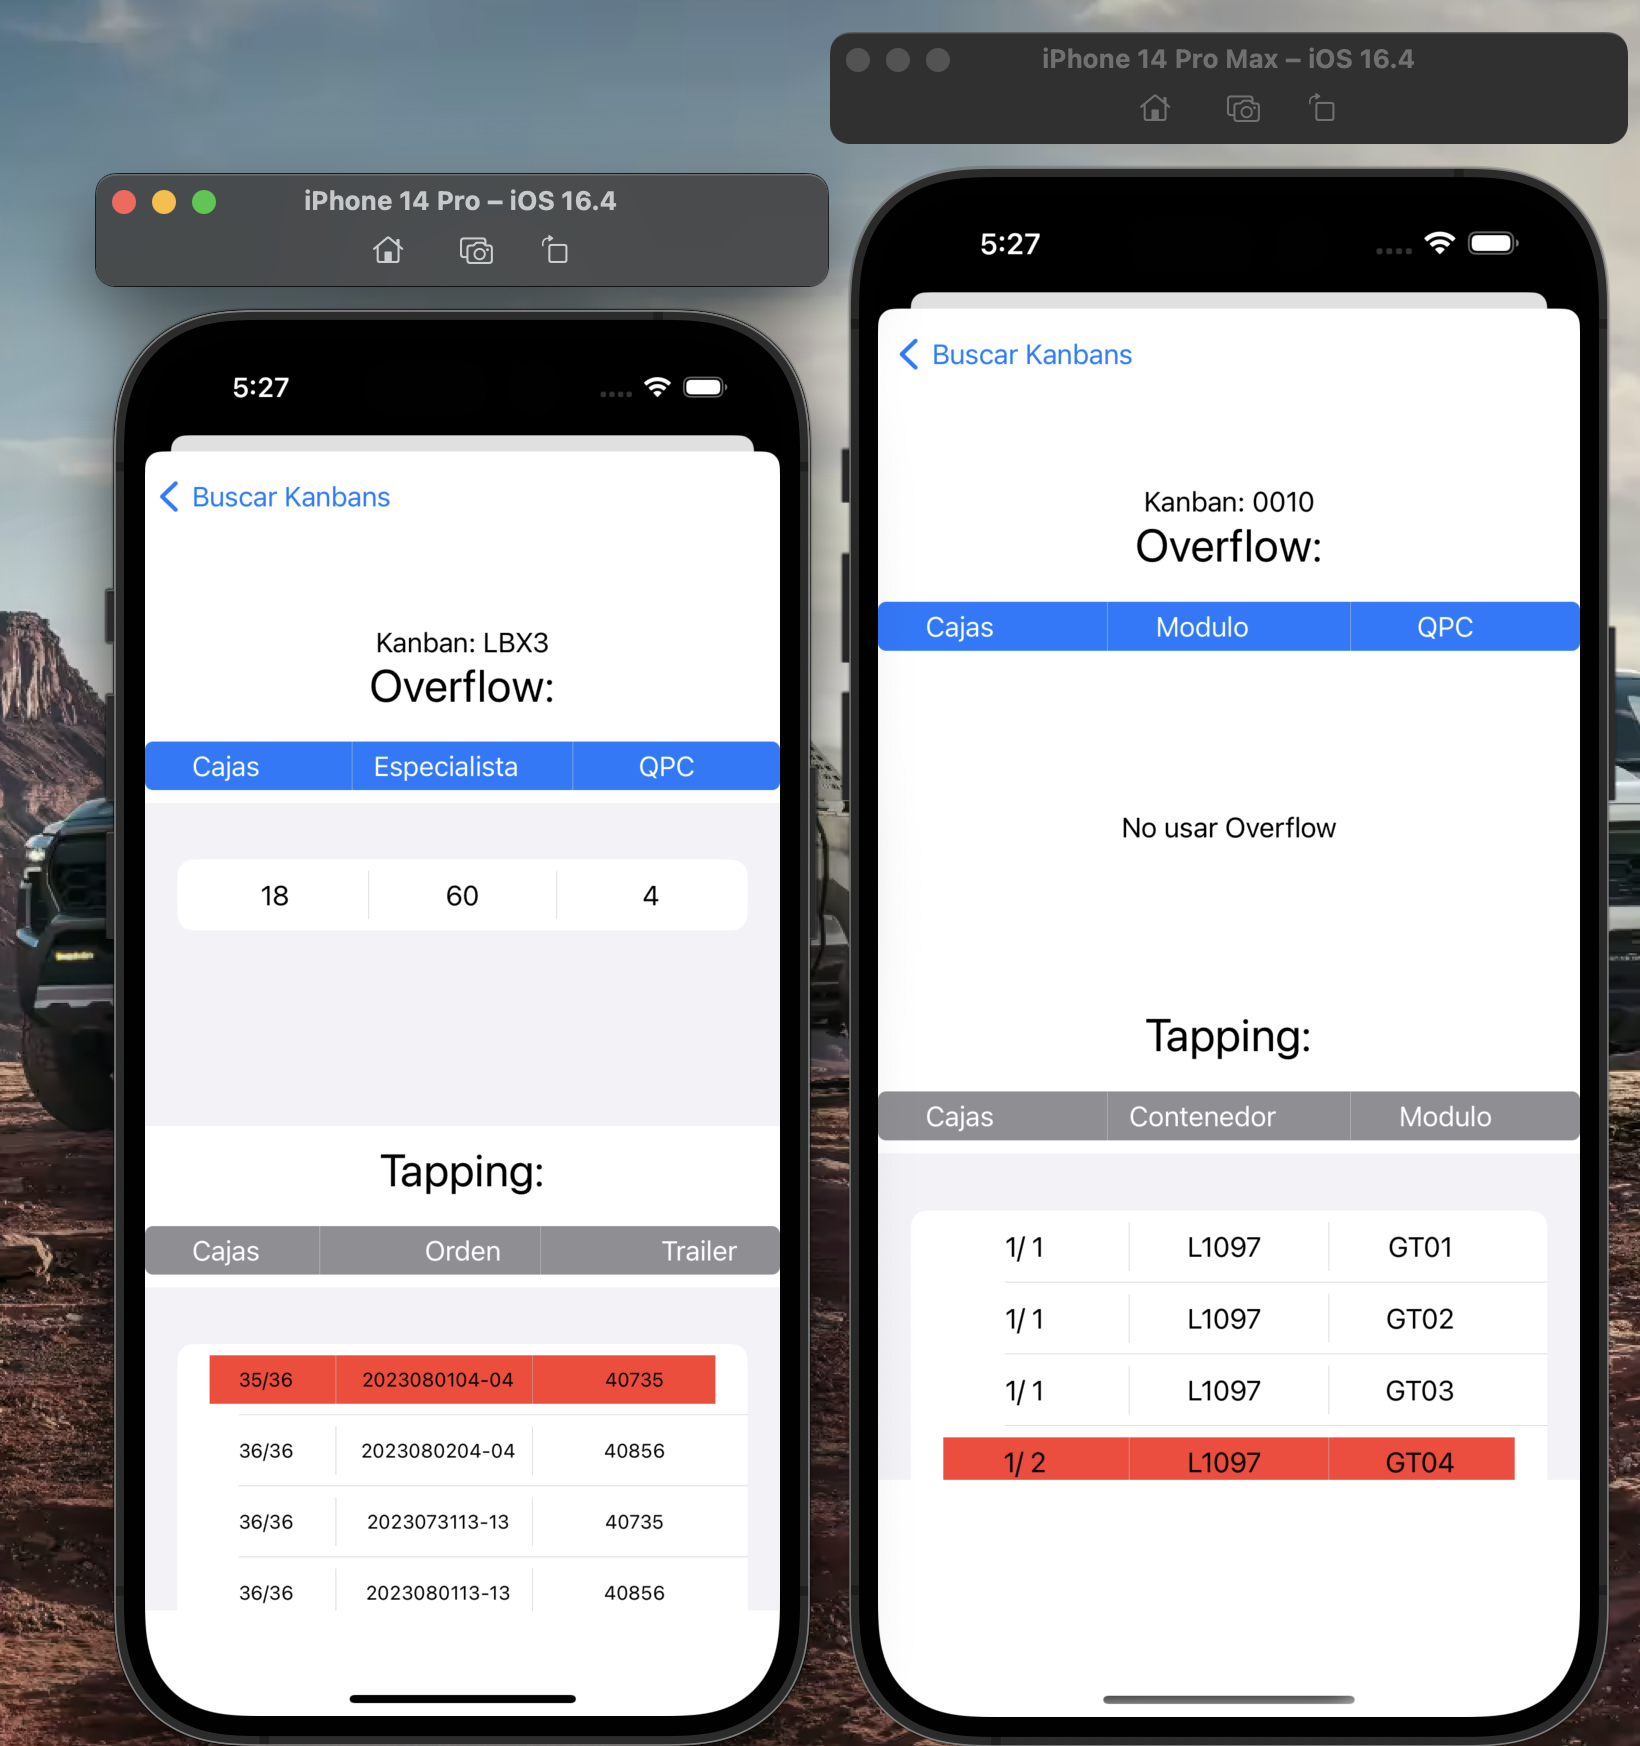 iPhone 14 Pro – iOS 16.4
5:27
Buscar Kanbans
Kanban: LBX3
Overflow:
Cajas Especialista QPC
18 60 4
Tapping:
Cajas Orden Trailer
35/36 2023080104-04 40735
36/36 2023080204-04 40856
36/36 2023073113-13 40735
36/36 2023080113-13 40856
iPhone 14 Pro Max – iOS 16.4
5:27
Buscar Kanbans
Kanban: 0010
Overflow:
Cajas Modulo QPC
No usar Overflow
Tapping:
Cajas Contenedor Modulo
1/ 1 L1097 GT01
1/ 1 L1097 GT02
1/ 1 L1097 GT03
1/ 2 L1097 GT04